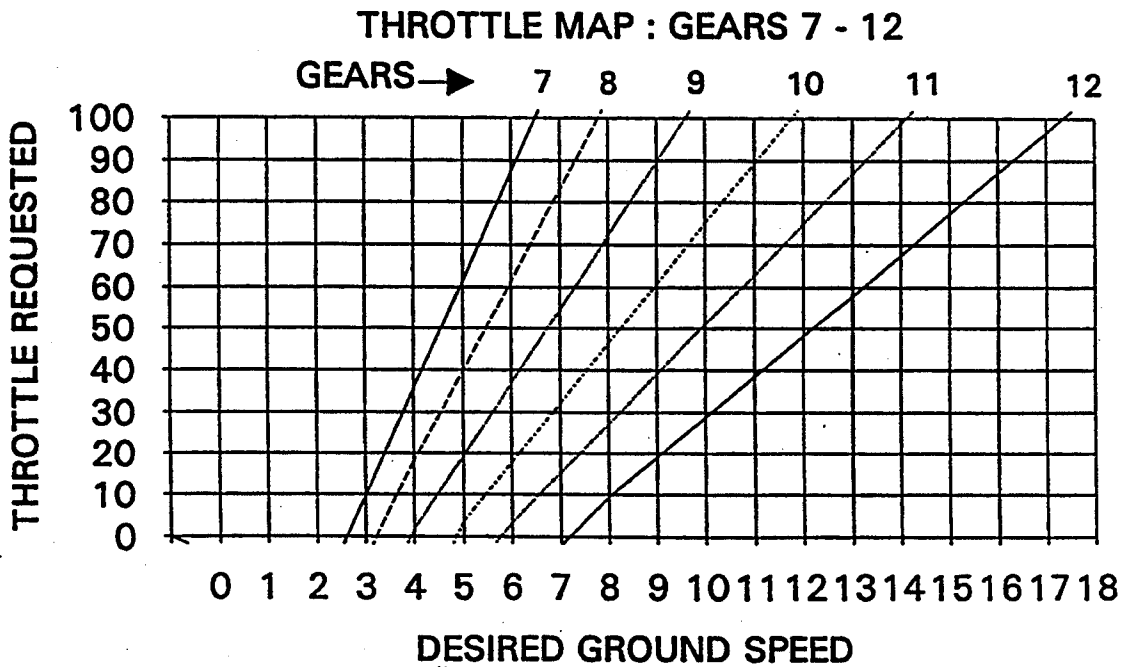 THROTTLE MAP : GEARS 7 - 12
GEARS 7 8 9 10 11 12
100
90
80
70
60
50
40
30
20
10
0
THROTTLE REQUESTED
0 1 2 3 4 5 6 7 8 9 10 11 12 13 14 15 16 17 18
DESIRED GROUND SPEED